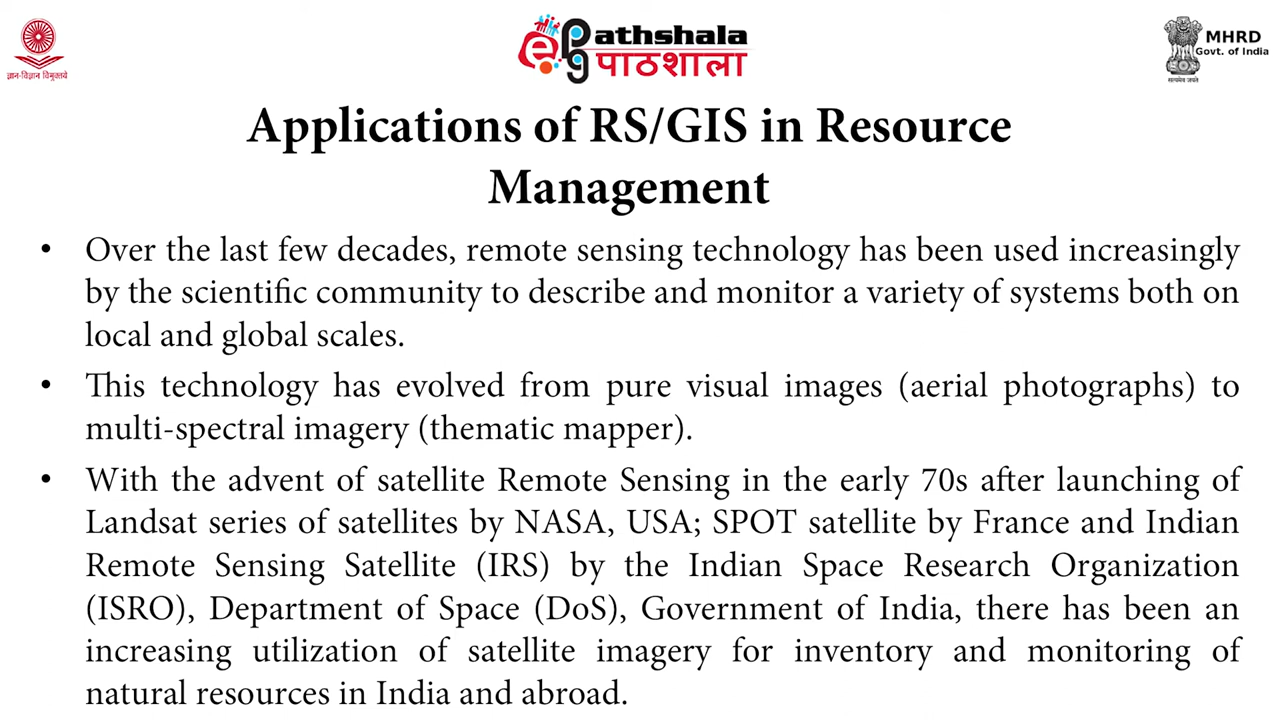 ज्ञान-विज्ञान विमुक्तये
ePathshala
पाठशाला
MHRD
Govt. of India
सत्यमेव जयते
Applications of RS/GIS in Resource
Management
• Over the last few decades, remote sensing technology has been used increasingly
by the scientific community to describe and monitor a variety of systems both on
local and global scales.
• This technology has evolved from pure visual images (aerial photographs) to
multi-spectral imagery (thematic mapper).
• With the advent of satellite Remote Sensing in the early 70s after launching of
Landsat series of satellites by NASA, USA; SPOT satellite by France and Indian
Remote Sensing Satellite (IRS) by the Indian Space Research Organization
(ISRO), Department of Space (DoS), Government of India, there has been an
increasing utilization of satellite imagery for inventory and monitoring of
natural resources in India and abroad.